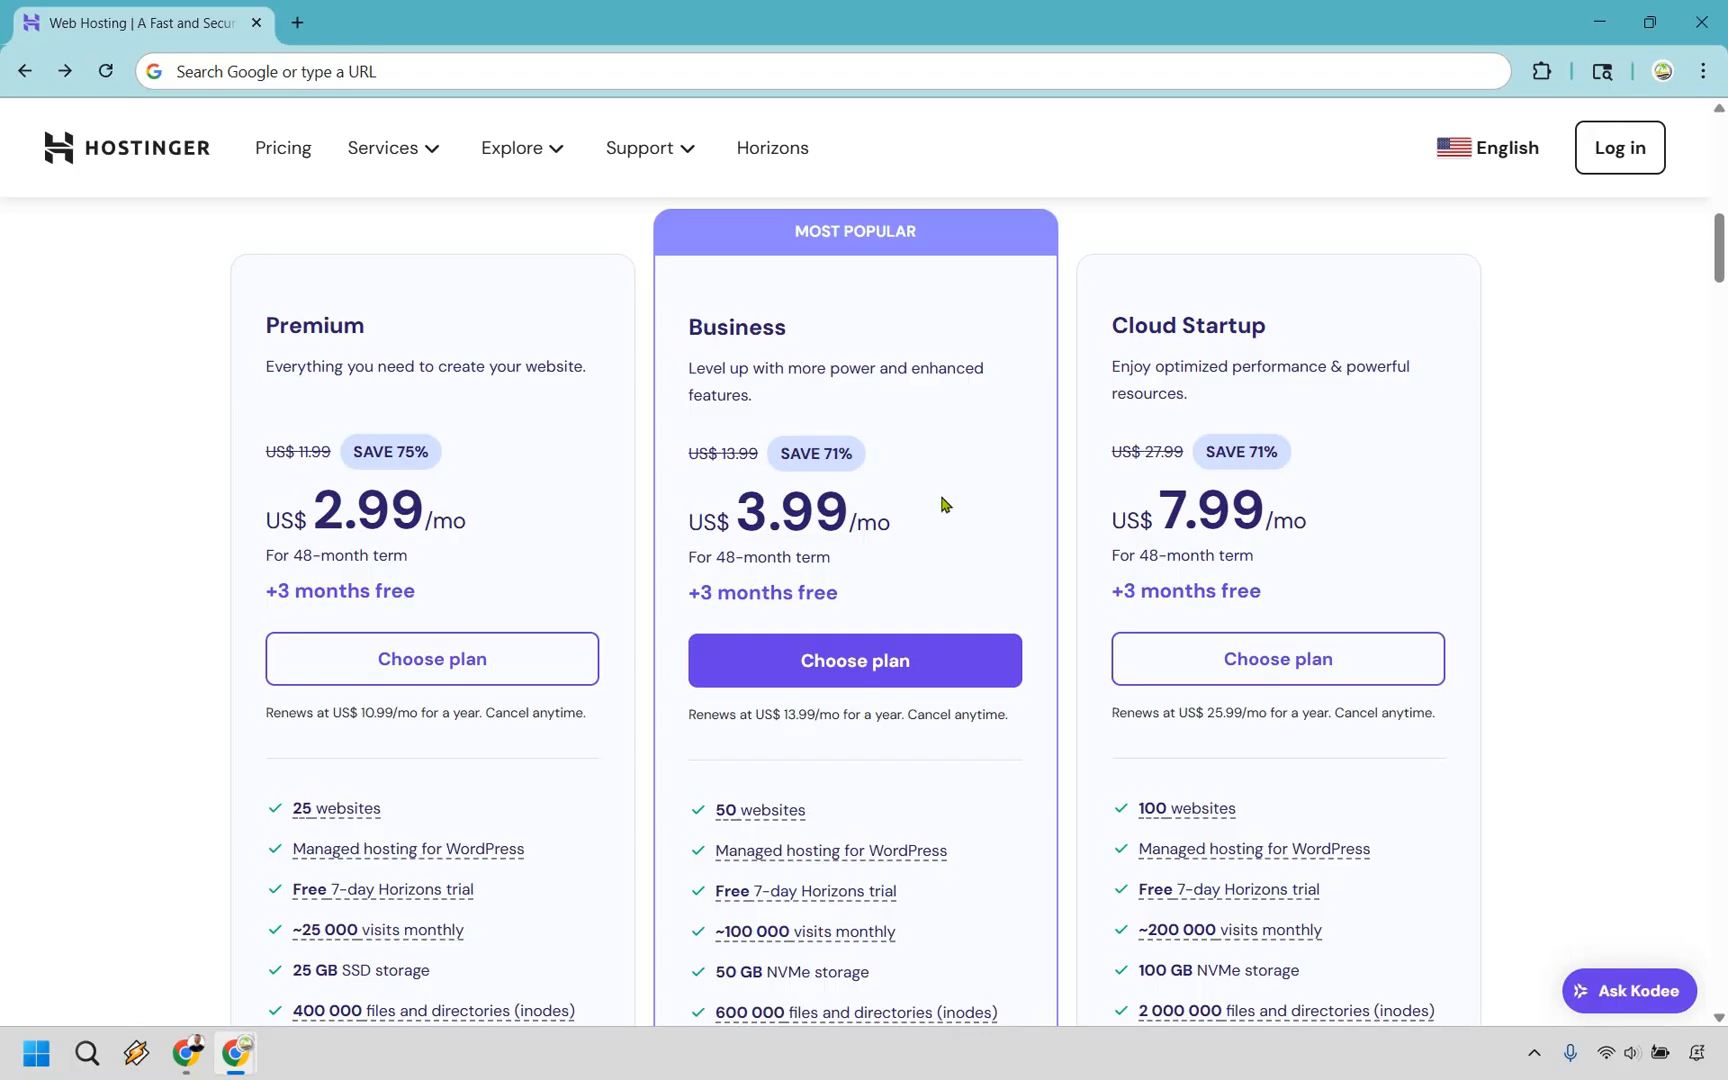 Web Hosting | A Fast and Secur
Search Google or type a URL
HOSTINGER
Pricing
Services
Explore
Support
Horizons
English
Log in
MOST POPULAR
Premium
Everything you need to create your website.
US$ 11.99 SAVE 75%
US$ 2.99/mo
For 48-month term
+3 months free
Choose plan
Renews at US$ 10.99/mo for a year. Cancel anytime.
25 websites
Managed hosting for WordPress
Free 7-day Horizons trial
~25 000 visits monthly
25 GB SSD storage
400 000 files and directories (inodes)
Business
Level up with more power and enhanced
features.
US$ 13.99 SAVE 71%
US$ 3.99/mo
For 48-month term
+3 months free
Choose plan
Renews at US$ 13.99/mo for a year. Cancel anytime.
50 websites
Managed hosting for WordPress
Free 7-day Horizons trial
~100 000 visits monthly
50 GB NVMe storage
600 000 files and directories (inodes)
Cloud Startup
Enjoy optimized performance & powerful
resources.
US$ 27.99 SAVE 71%
US$ 7.99/mo
For 48-month term
+3 months free
Choose plan
Renews at US$ 25.99/mo for a year. Cancel anytime.
100 websites
Managed hosting for WordPress
Free 7-day Horizons trial
~200 000 visits monthly
100 GB NVMe storage
2 000 000 files and directories (inodes)
Ask Kodee